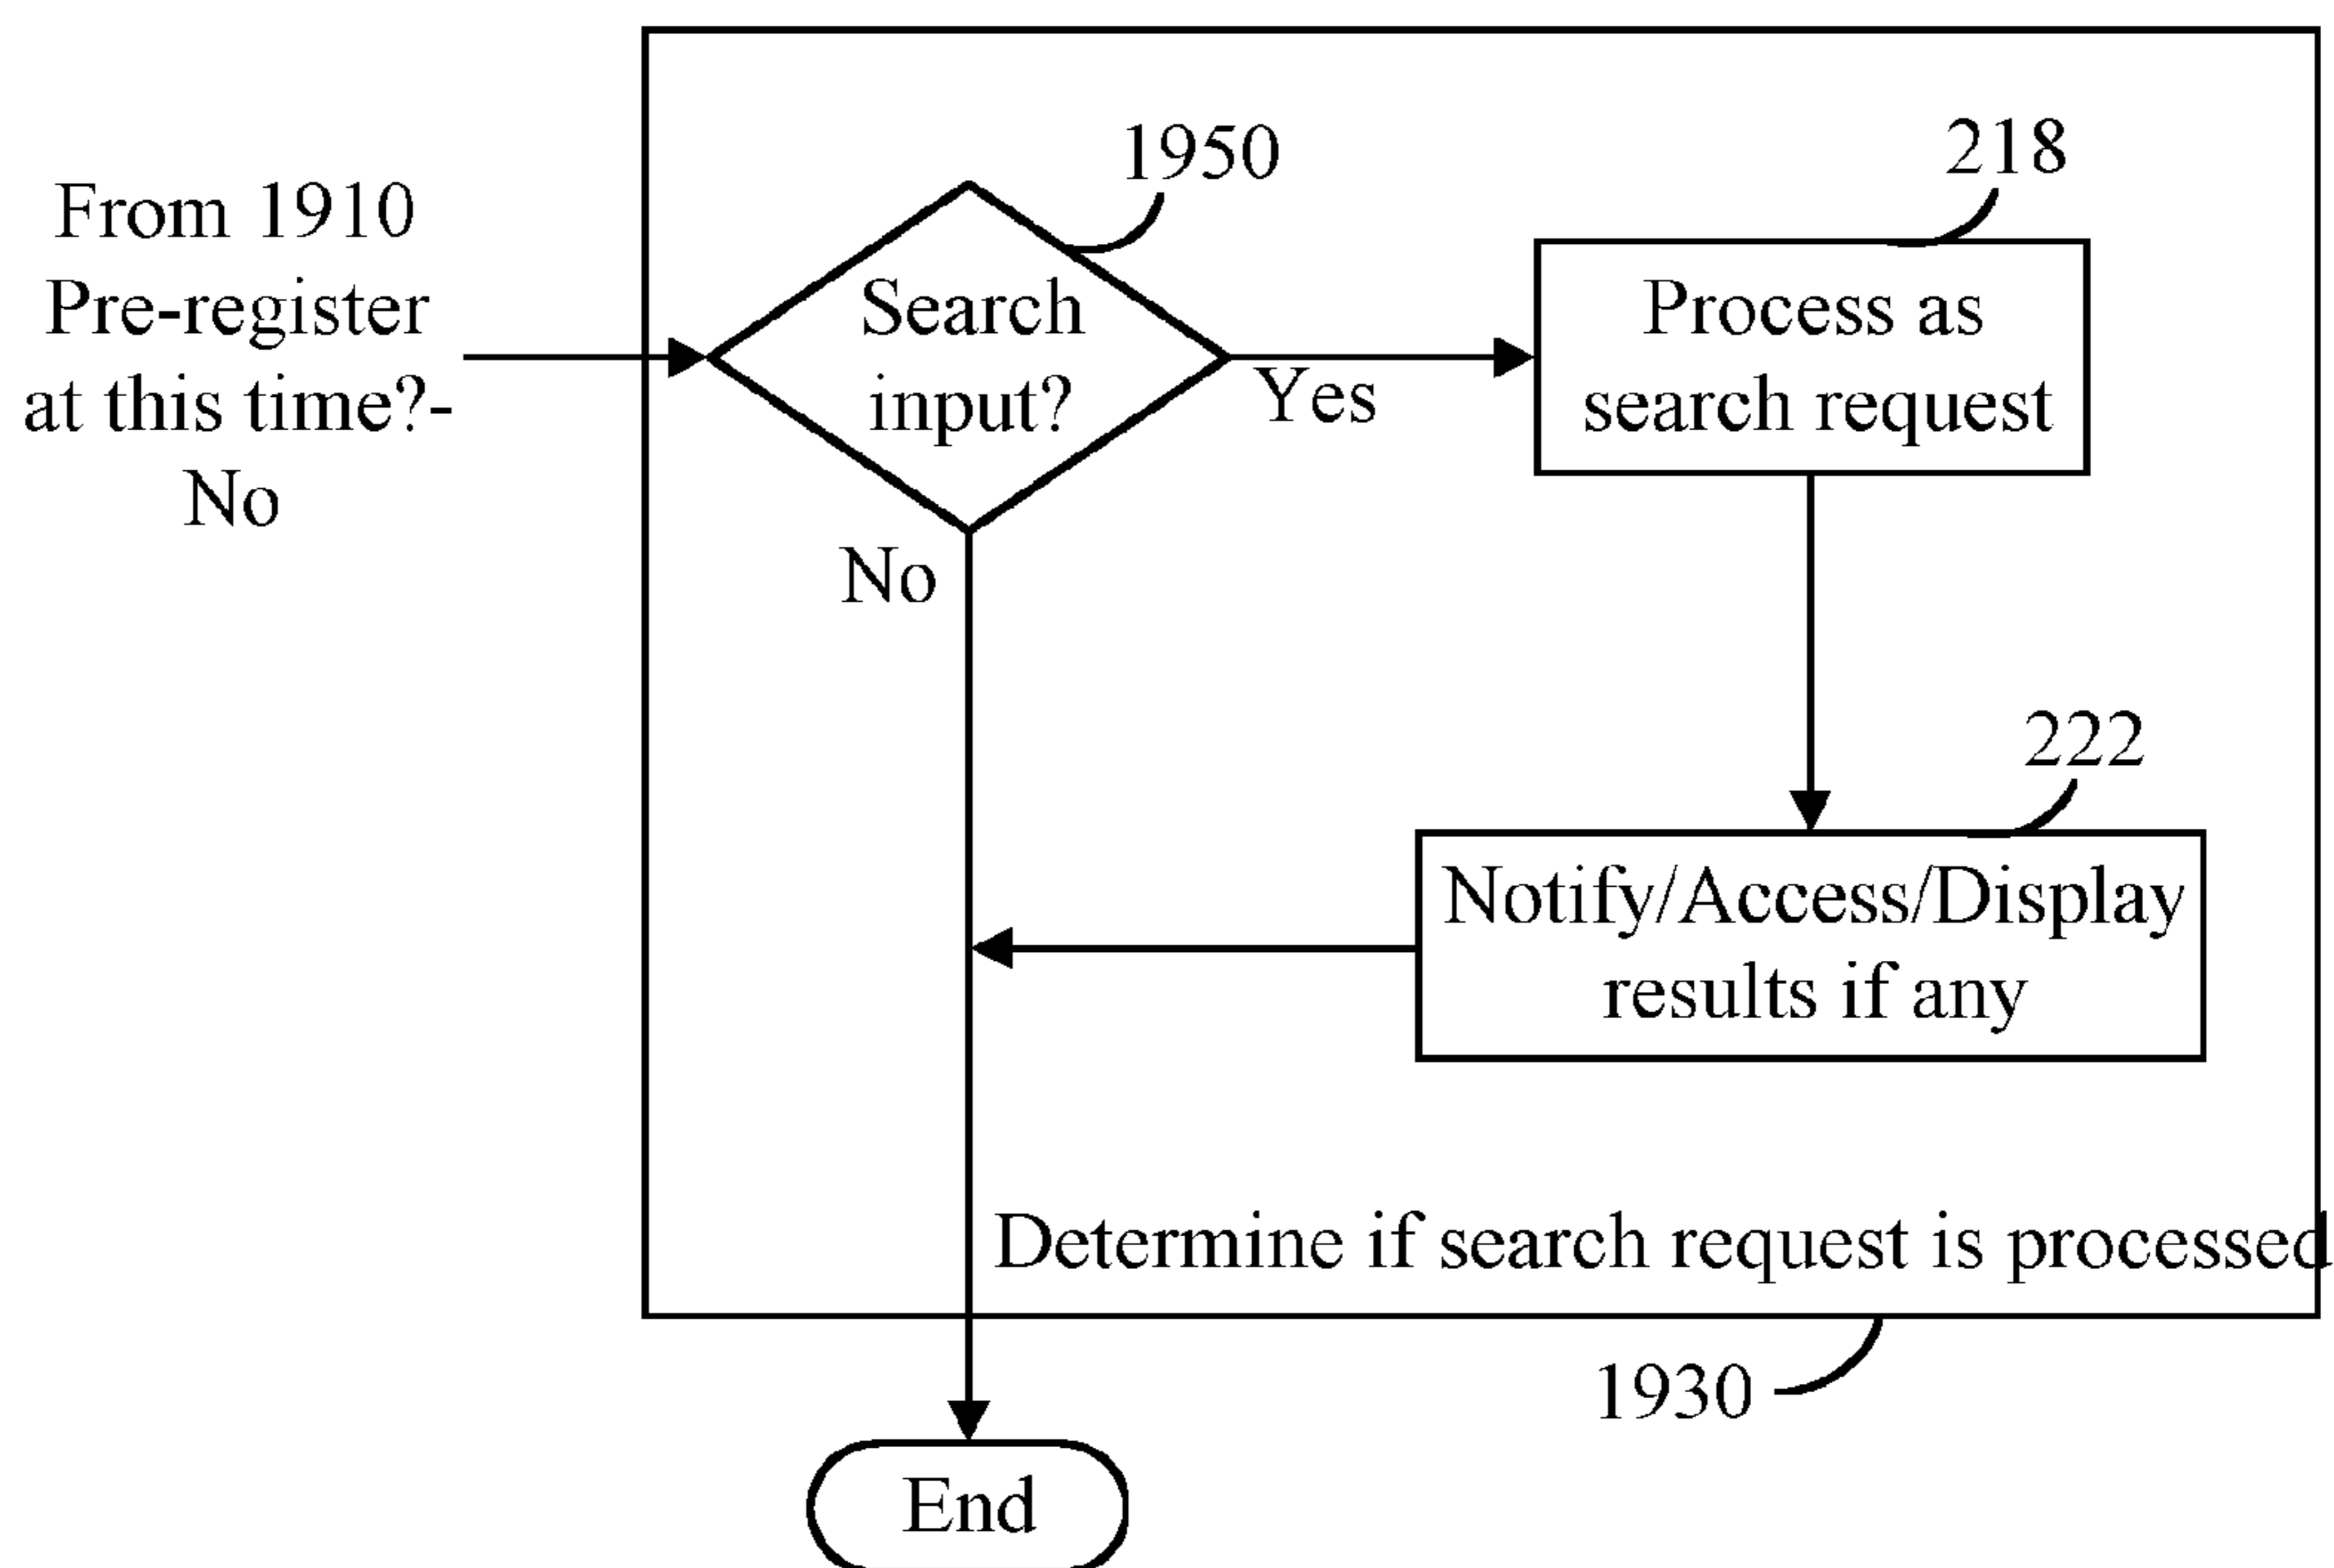 From 1910
Pre-register
at this time?-
No
1950
Search
input?
Yes
No
218
Process as
search request
222
Notify/Access/Display
results if any
Determine if search request is processed
1930
End